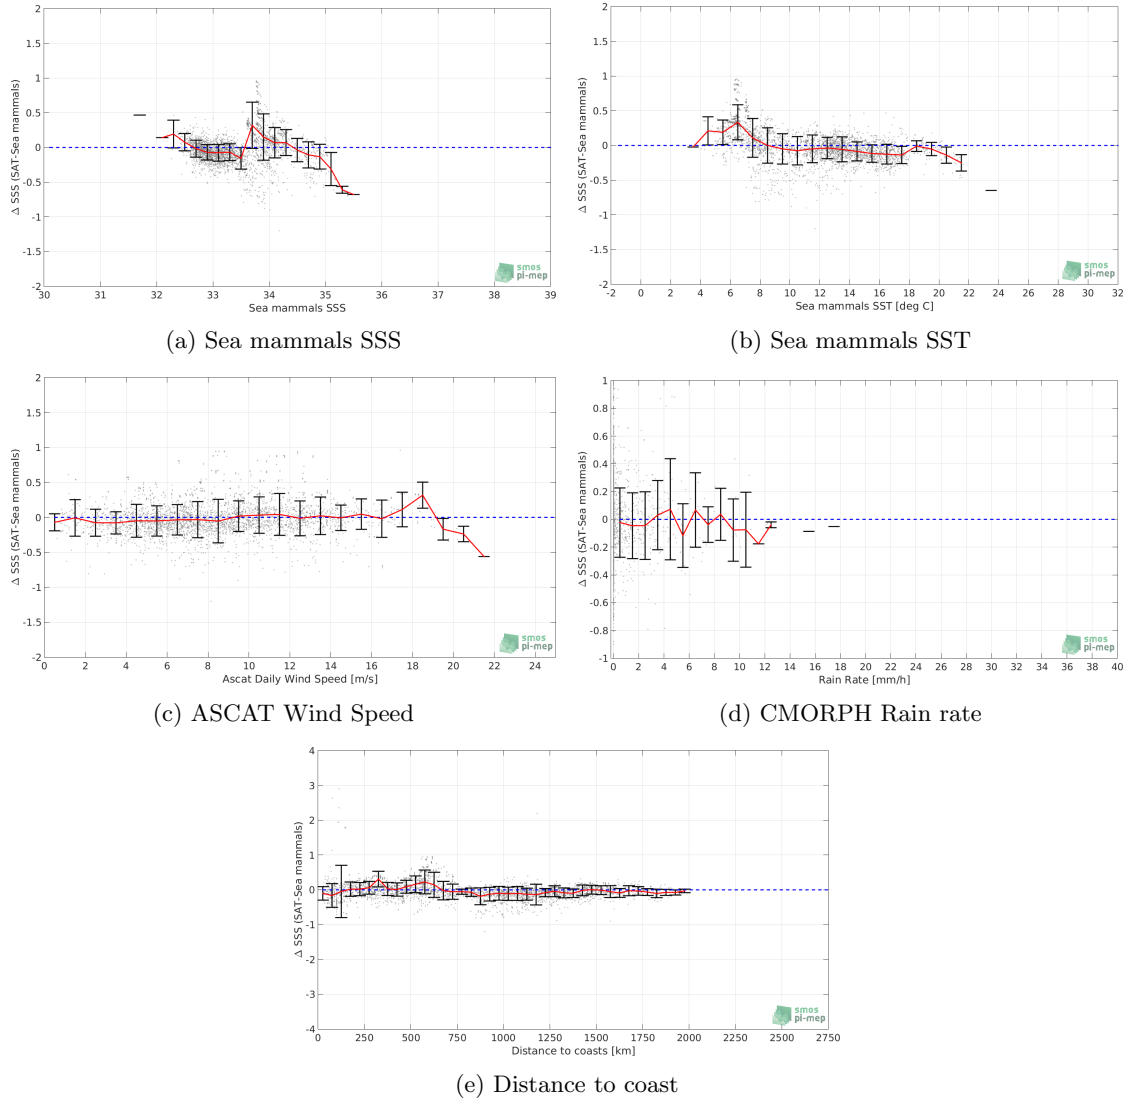 2
1.5
1
0.5
0
-0.5
-1
-1.5
-2
Δ SSS (SAT-Sea mammals)
30 31 32 33 34 35 36 37 38 39
Sea mammals SSS
smos
pi-mep
(a) Sea mammals SSS
2
1.5
1
0.5
0
-0.5
-1
-1.5
-2
Δ SSS (SAT-Sea mammals)
-2 0 2 4 6 8 10 12 14 16 18 20 22 24 26 28 30 32
Sea mammals SST [deg C]
smos
pi-mep
(b) Sea mammals SST
2
1.5
1
0.5
0
-0.5
-1
-1.5
-2
Δ SSS (SAT-Sea mammals)
0 2 4 6 8 10 12 14 16 18 20 22 24
Ascat Daily Wind Speed [m/s]
smos
pi-mep
(c) ASCAT Wind Speed
1
0.8
0.6
0.4
0.2
0
-0.2
-0.4
-0.6
-0.8
-1
Δ SSS (SAT-Sea mammals)
0 2 4 6 8 10 12 14 16 18 20 22 24 26 28 30 32 34 36 38 40
Rain Rate [mm/h]
smos
pi-mep
(d) CMORPH Rain rate
4
3
2
1
0
-1
-2
-3
-4
Δ SSS (SAT-Sea mammals)
0 250 500 750 1000 1250 1500 1750 2000 2250 2500 2750
Distance to coasts [km]
smos
pi-mep
(e) Distance to coast